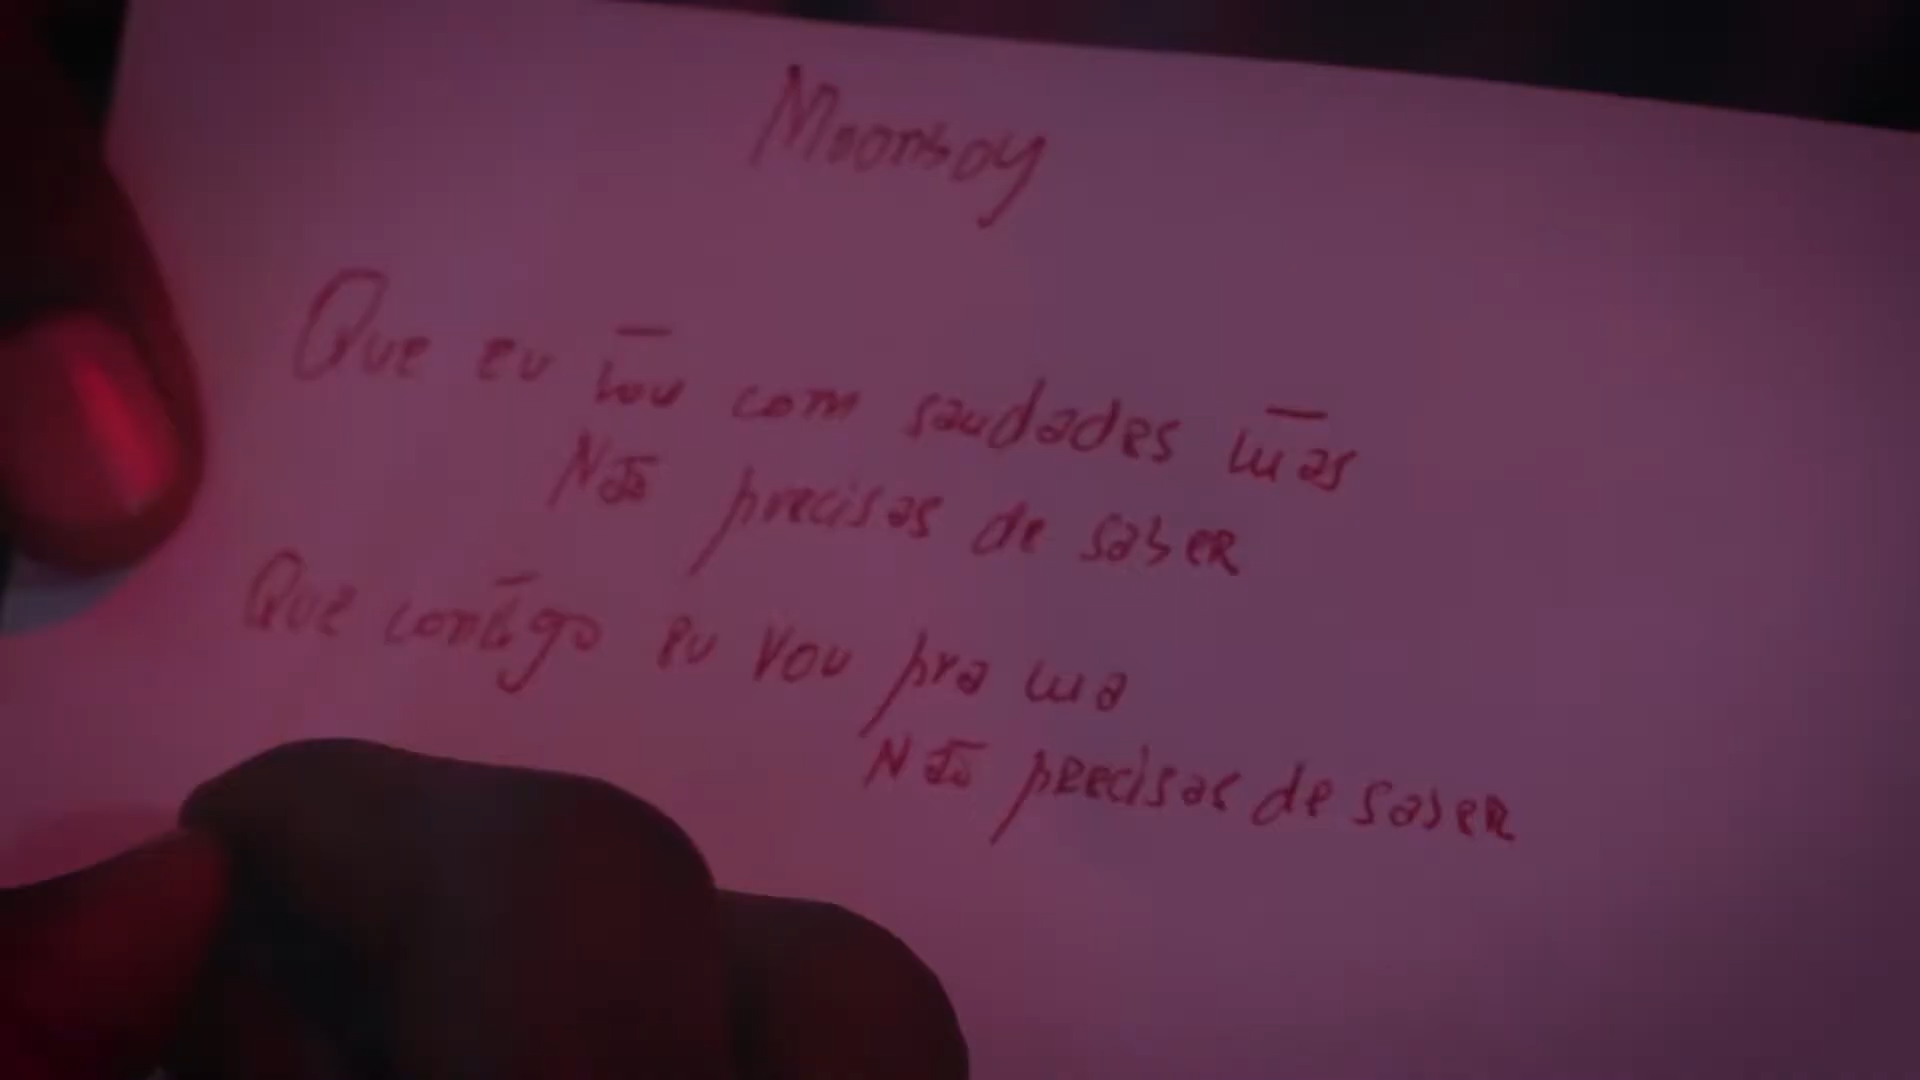 Moonboy
Que eu tou com saudades tuas
Não precisas de saber
Que contigo eu vou pra lua
Não precisas de saber